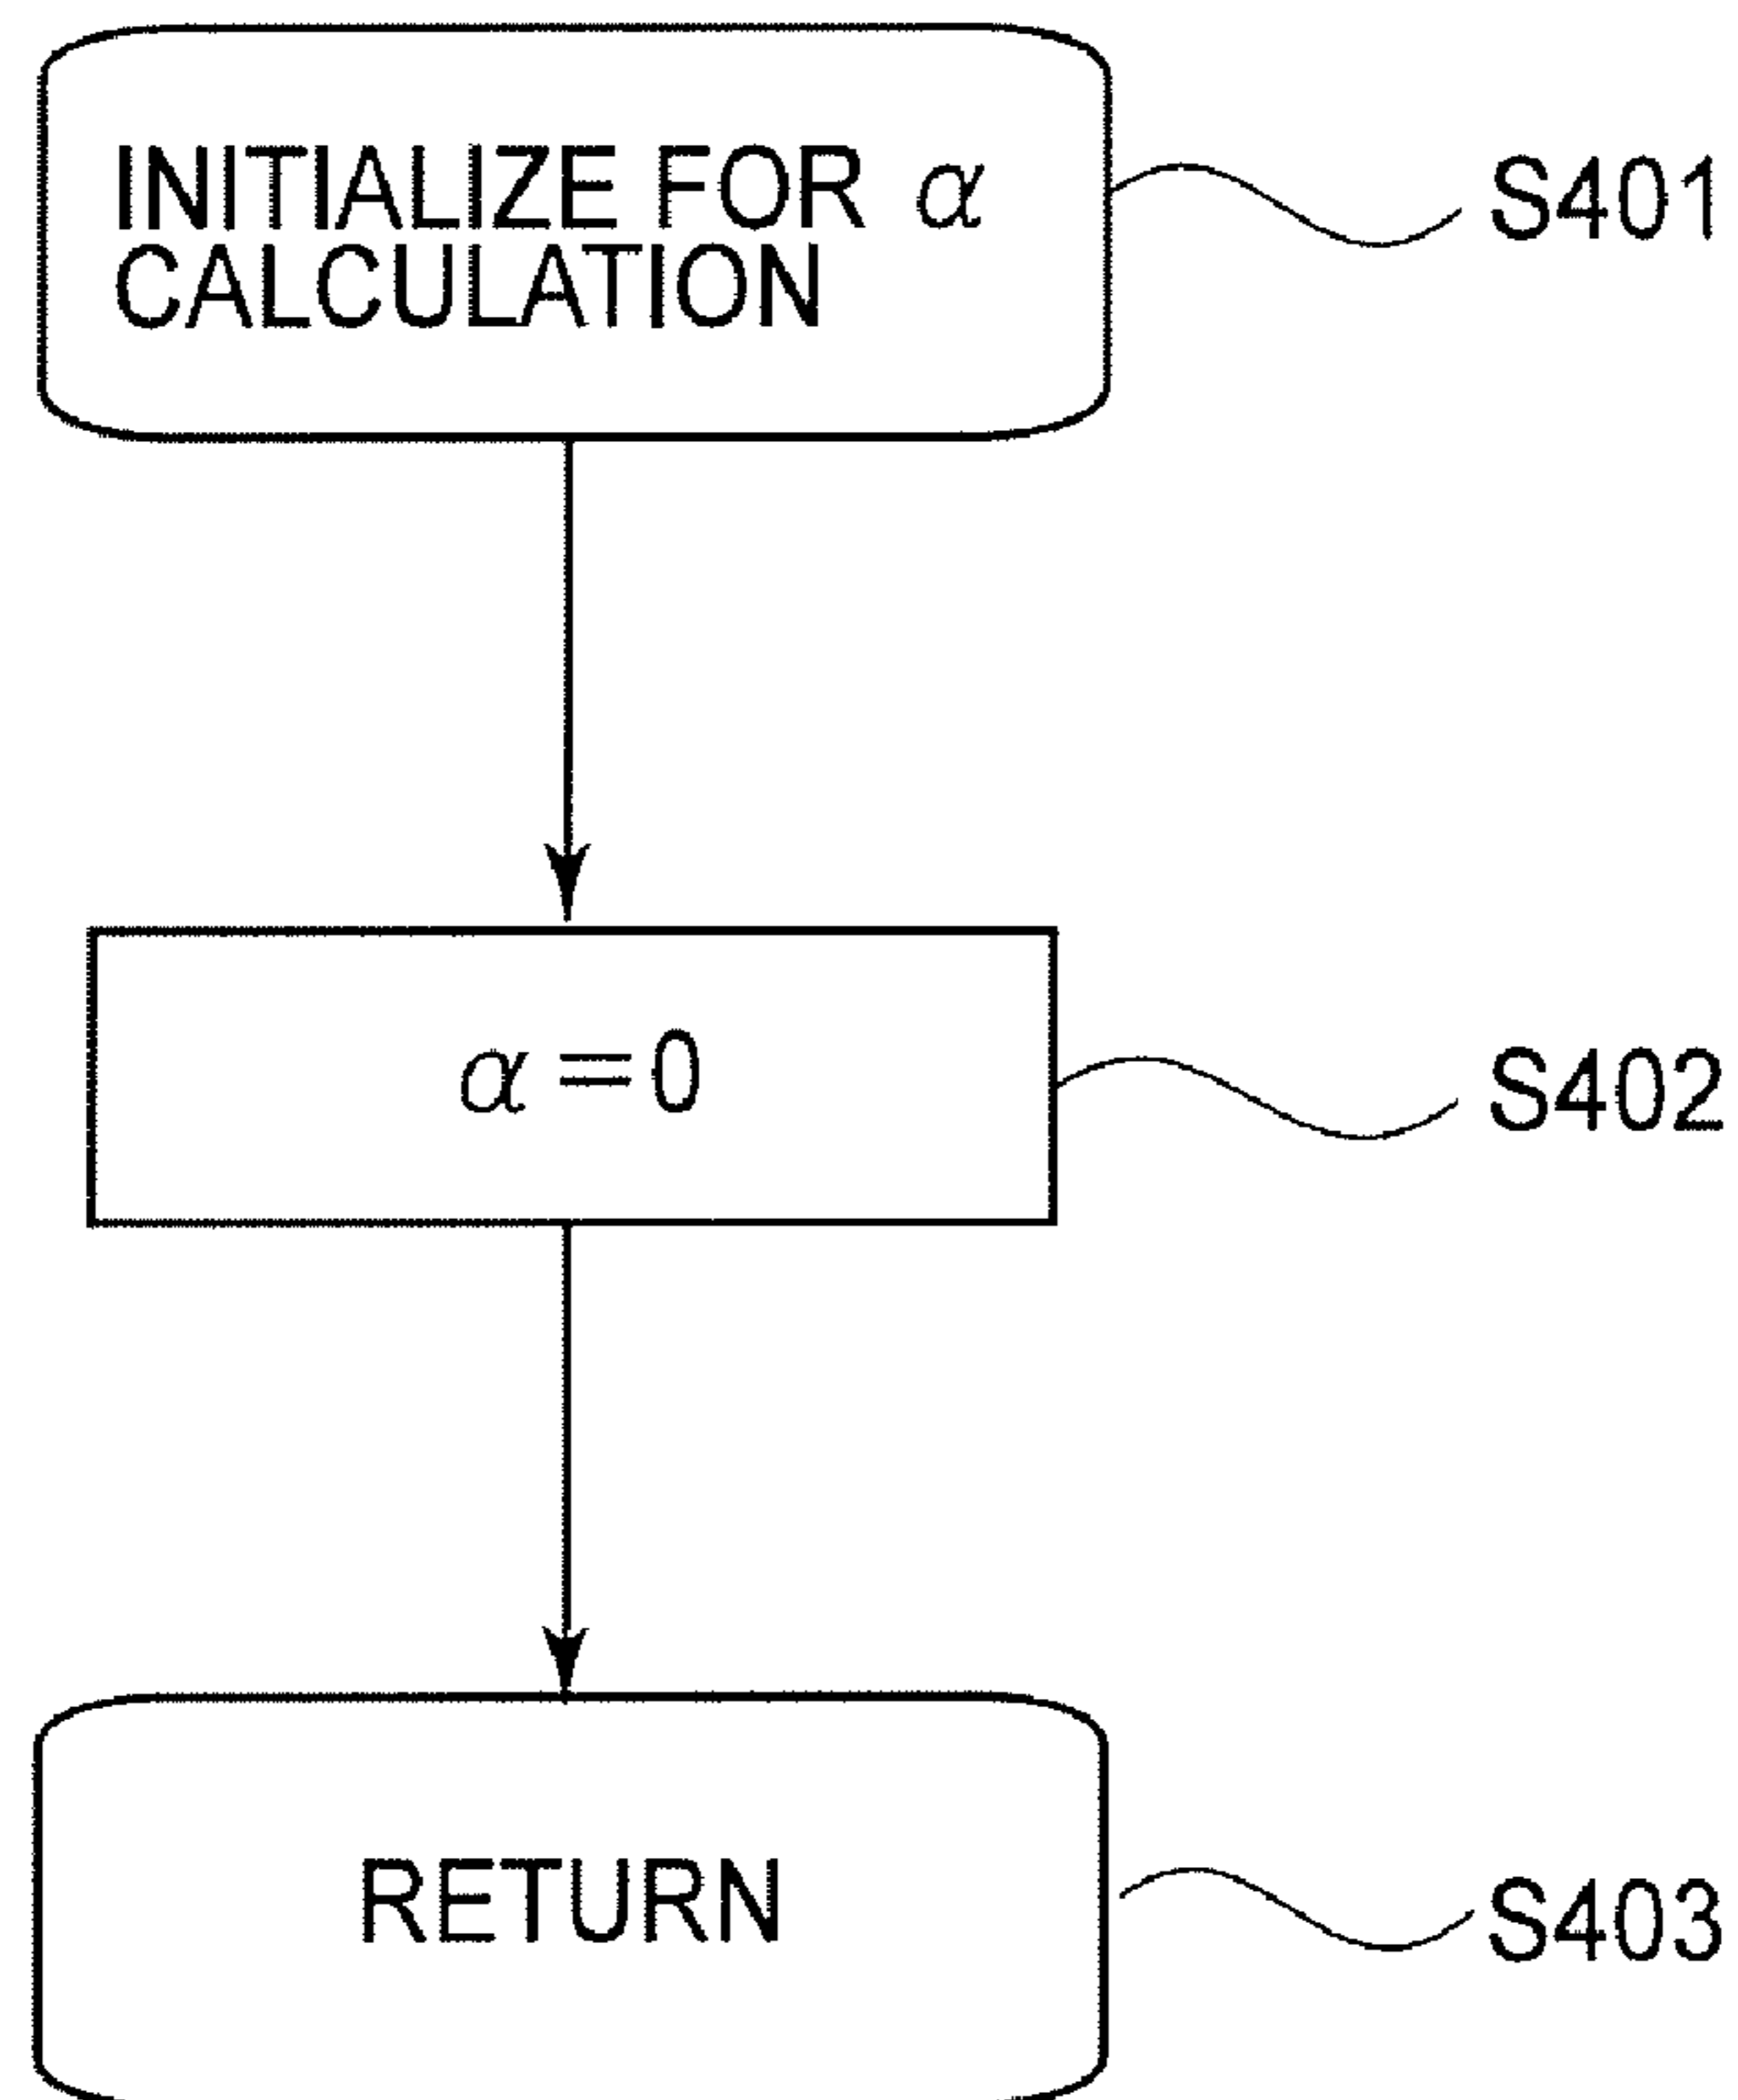 INITIALIZE FOR α
CALCULATION
S401
α=0
S402
RETURN
S403